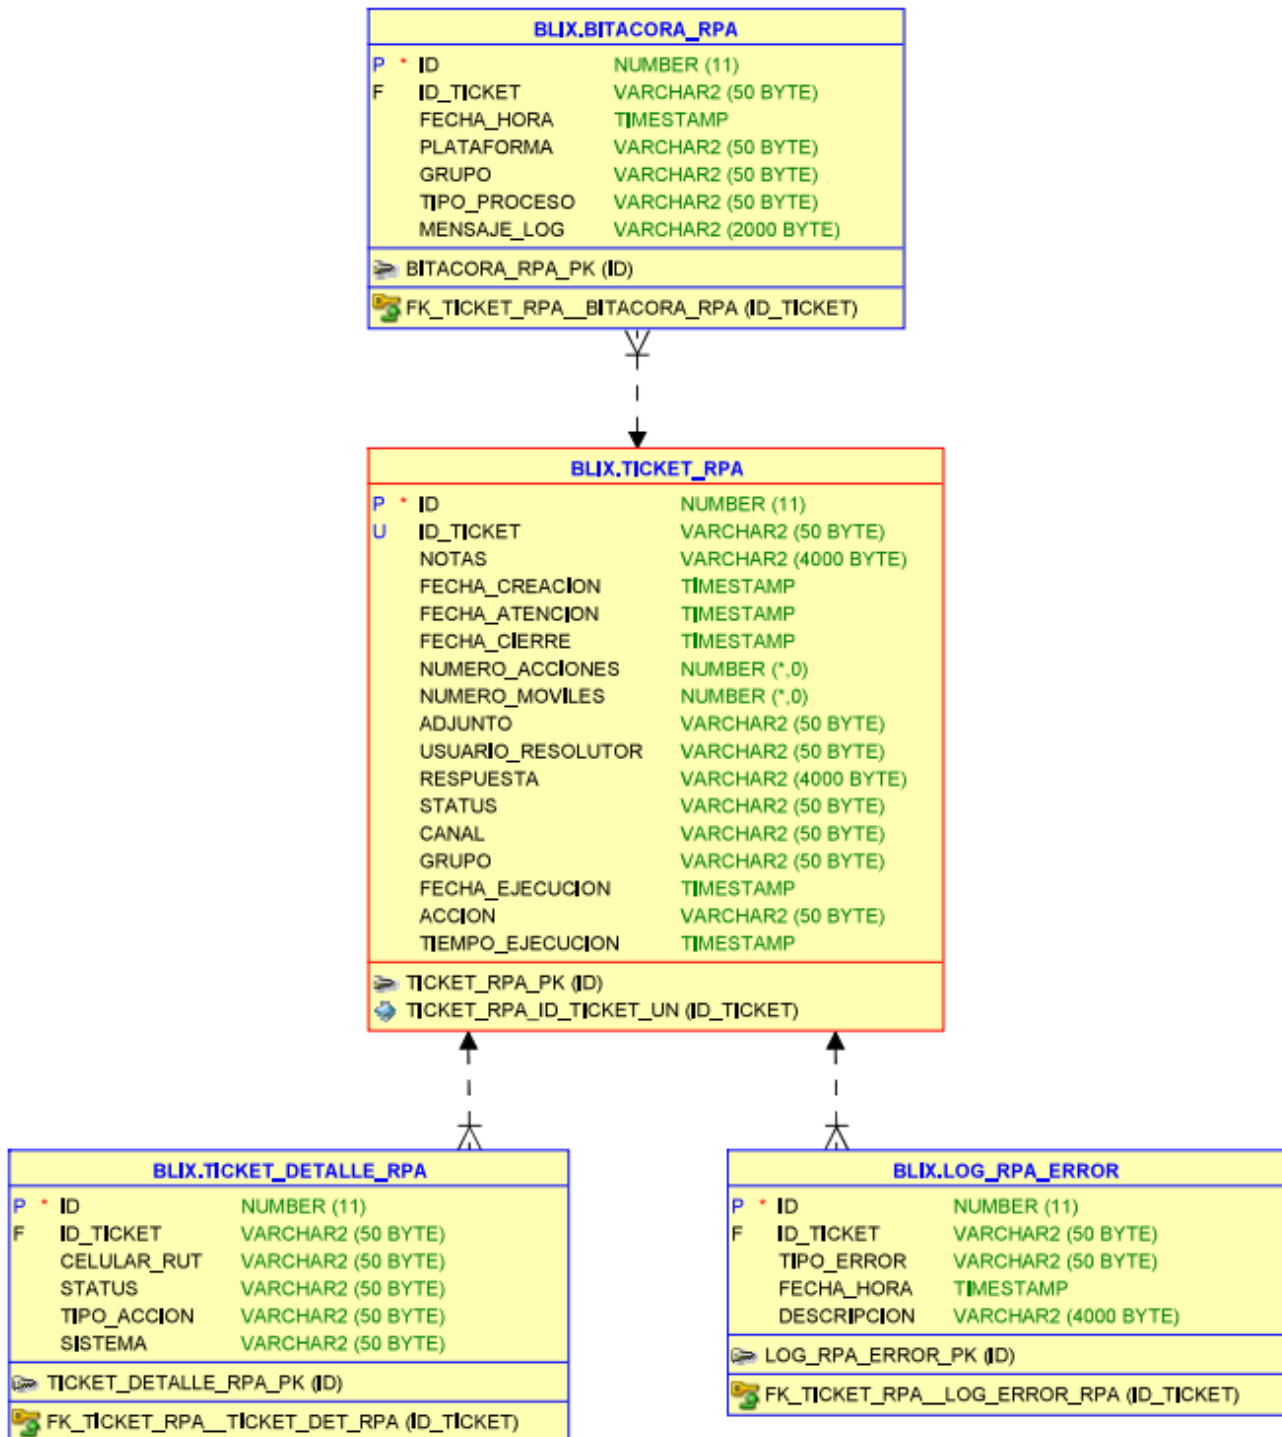 BLIX.BITACORA_RPA
P * ID NUMBER (11)
F ID_TICKET VARCHAR2 (50 BYTE)
FECHA_HORA TIMESTAMP
PLATAFORMA VARCHAR2 (50 BYTE)
GRUPO VARCHAR2 (50 BYTE)
TIPO_PROCESO VARCHAR2 (50 BYTE)
MENSAJE_LOG VARCHAR2 (2000 BYTE)
BITACORA_RPA_PK (ID)
FK_TICKET_RPA__BITACORA_RPA (ID_TICKET)
BLIX.TICKET_RPA
P * ID NUMBER (11)
U ID_TICKET VARCHAR2 (50 BYTE)
NOTAS VARCHAR2 (4000 BYTE)
FECHA_CREACION TIMESTAMP
FECHA_ATENCION TIMESTAMP
FECHA_CIERRE TIMESTAMP
NUMERO_ACCIONES NUMBER (*,0)
NUMERO_MOVILES NUMBER (*,0)
ADJUNTO VARCHAR2 (50 BYTE)
USUARIO_RESOLUTOR VARCHAR2 (50 BYTE)
RESPUESTA VARCHAR2 (4000 BYTE)
STATUS VARCHAR2 (50 BYTE)
CANAL VARCHAR2 (50 BYTE)
GRUPO VARCHAR2 (50 BYTE)
FECHA_EJECUCION TIMESTAMP
ACCION VARCHAR2 (50 BYTE)
TIEMPO_EJECUCION TIMESTAMP
TICKET_RPA_PK (ID)
TICKET_RPA_ID_TICKET_UN (ID_TICKET)
BLIX.TICKET_DETALLE_RPA
P * ID NUMBER (11)
F ID_TICKET VARCHAR2 (50 BYTE)
CELULAR_RUT VARCHAR2 (50 BYTE)
STATUS VARCHAR2 (50 BYTE)
TIPO_ACCION VARCHAR2 (50 BYTE)
SISTEMA VARCHAR2 (50 BYTE)
TICKET_DETALLE_RPA_PK (ID)
FK_TICKET_RPA__TICKET_DET_RPA (ID_TICKET)
BLIX.LOG_RPA_ERROR
P * ID NUMBER (11)
F ID_TICKET VARCHAR2 (50 BYTE)
TIPO_ERROR VARCHAR2 (50 BYTE)
FECHA_HORA TIMESTAMP
DESCRIPCION VARCHAR2 (4000 BYTE)
LOG_RPA_ERROR_PK (ID)
FK_TICKET_RPA__LOG_ERROR_RPA (ID_TICKET)